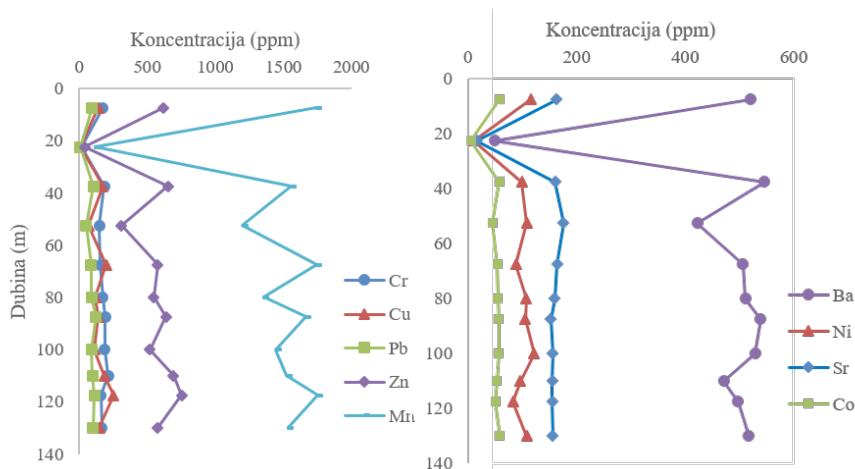 Koncentracija (ppm)
0 500 1000 1500 2000
0
20
40
60
80
100
120
140
Dubina (m)
Cr
Cu
Pb
Zn
Mn
Koncentracija (ppm)
0 200 400 600
0
20
40
60
80
100
120
140
Ba
Ni
Sr
Co